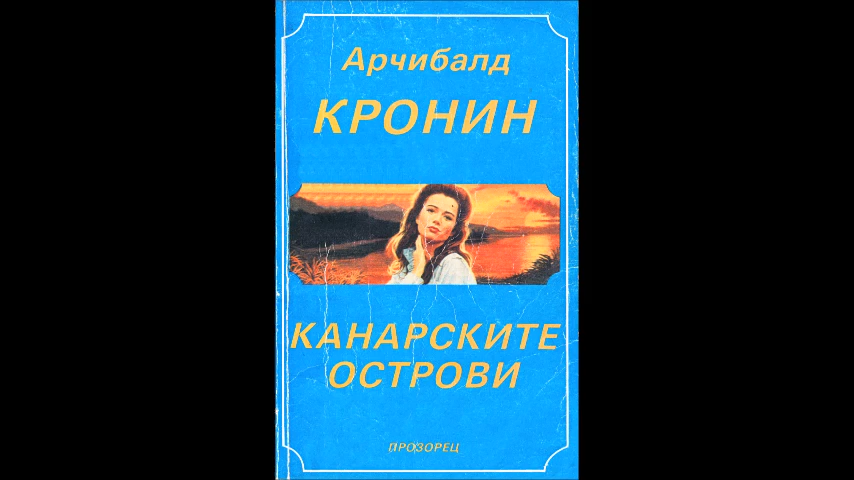 Арчибалд
КРОНИН
КАНАРСКИТЕ
ОСТРОВИ
ПРОЗОРЕЦ